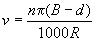 v = nπ(B − d) / 1000R